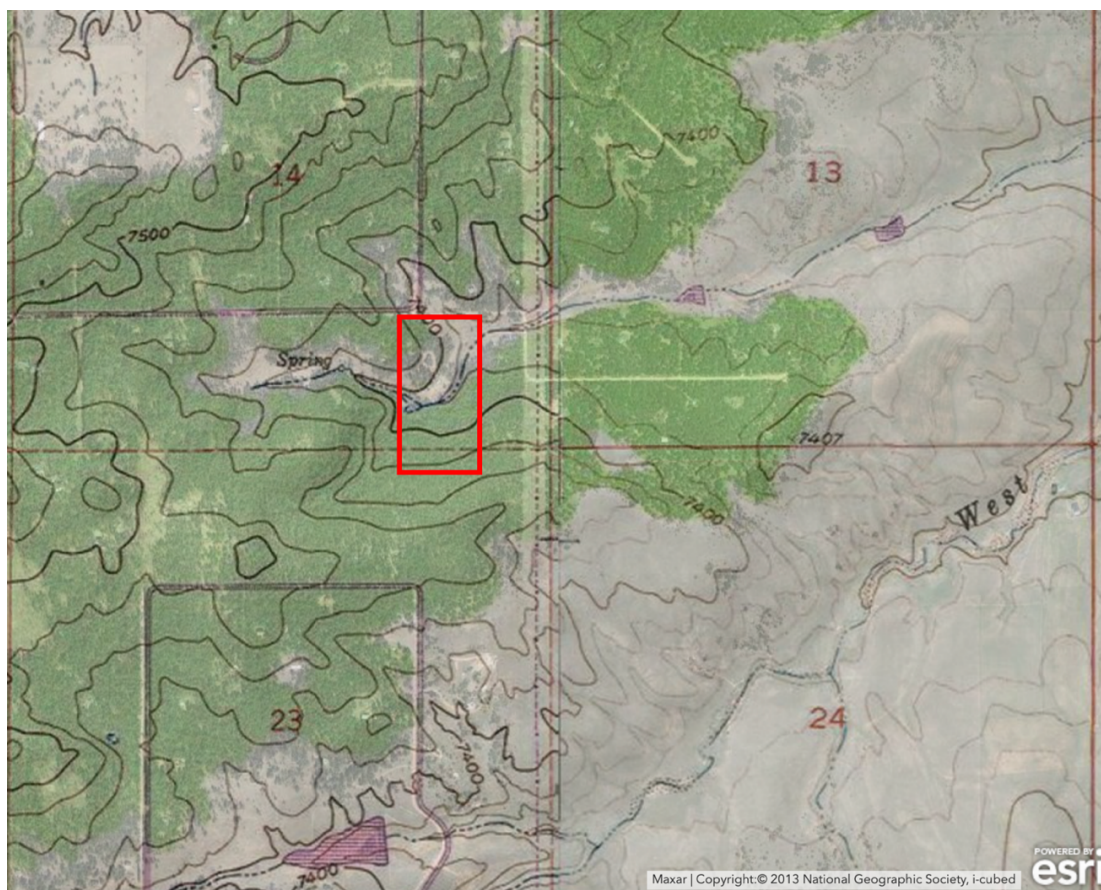 7400
14
13
7500
7400
Spring
7407
7400
West
23
24
7400
7400
POWERED BY
esri
Maxar | Copyright:© 2013 National Geographic Society, i-cubed